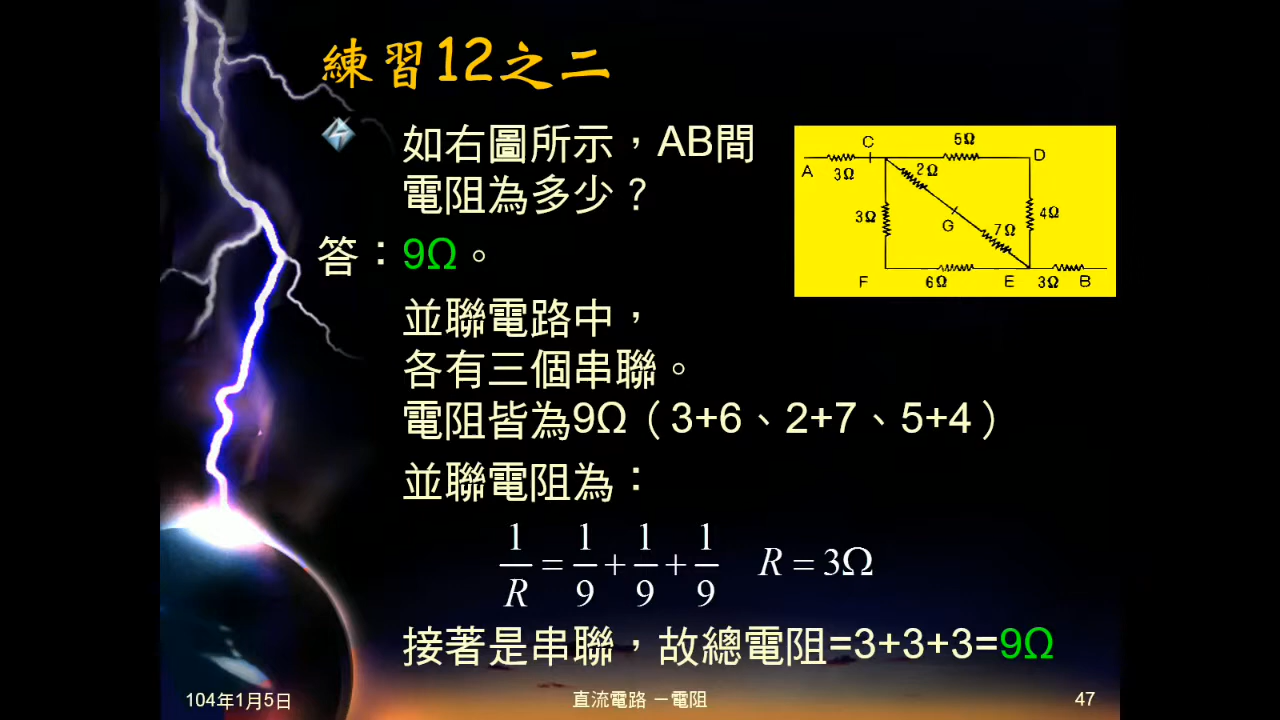 練習12之二
如右圖所示，AB間
電阻為多少？
答：9Ω。
並聯電路中，
各有三個串聯。
電阻皆為9Ω（3+6、2+7、5+4）
並聯電阻為：
1/R = 1/9 + 1/9 + 1/9 R = 3Ω
接著是串聯，故總電阻=3+3+3=9Ω
C 5Ω D
A 3Ω 2Ω
3Ω G 7Ω 4Ω
F 6Ω E 3Ω B
104年1月5日 直流電路 －電阻 47